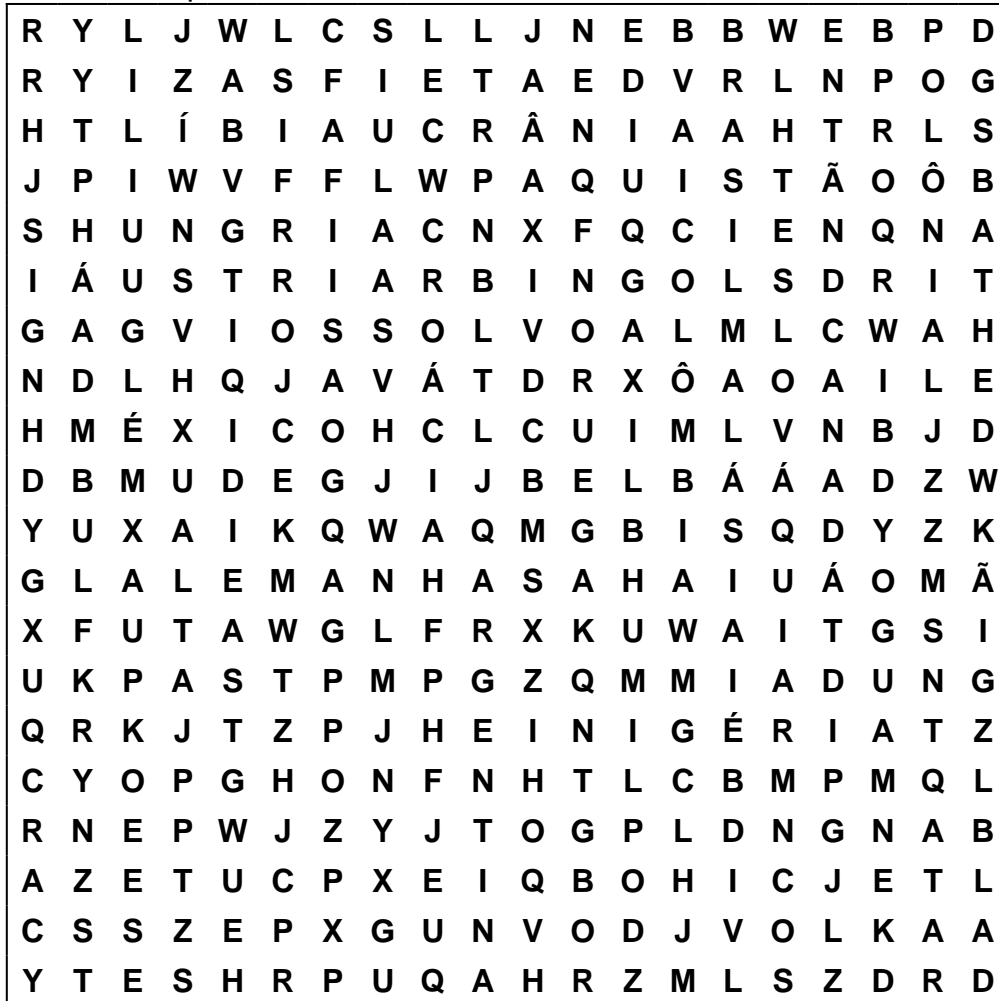 R Y L J W L C S L L J N E B B W E B P D
R Y I Z A S F I E T A E D V R L N P O G
H T L Í B I A U C R Â N I A A H T R L S
J P I W V F F L W P A Q U I S T Ã O Ô B
S H U N G R I A C N X F Q C I E N Q N A
I Á U S T R I A R B I N G O L S D R I T
G A G V I O S S O L V O A L M L C W A H
N D L H Q J A V Á T D R X Ô A O A I L E
H M É X I C O H C L C U I M L V N B J D
D B M U D E G J I J B E L B Á Á A D Z W
Y U X A I K Q W A Q M G B I S Q D Y Z K
G L A L E M A N H A S A H A I U Á O M Ã
X F U T A W G L F R X K U W A I T G S I
U K P A S T P M P G Z Q M M I A D U N G
Q R K J T Z P J H E I N I G É R I A T Z
C Y O P G H O N F N H T L C B M P M Q L
R N E P W J Z Y J T O G P L D N G N A B
A Z E T U C P X E I Q B O H I C J E T L
C S S Z E P X G U N V O D J V O L K A A
Y T E S H R P U Q A H R Z M L S Z D R D